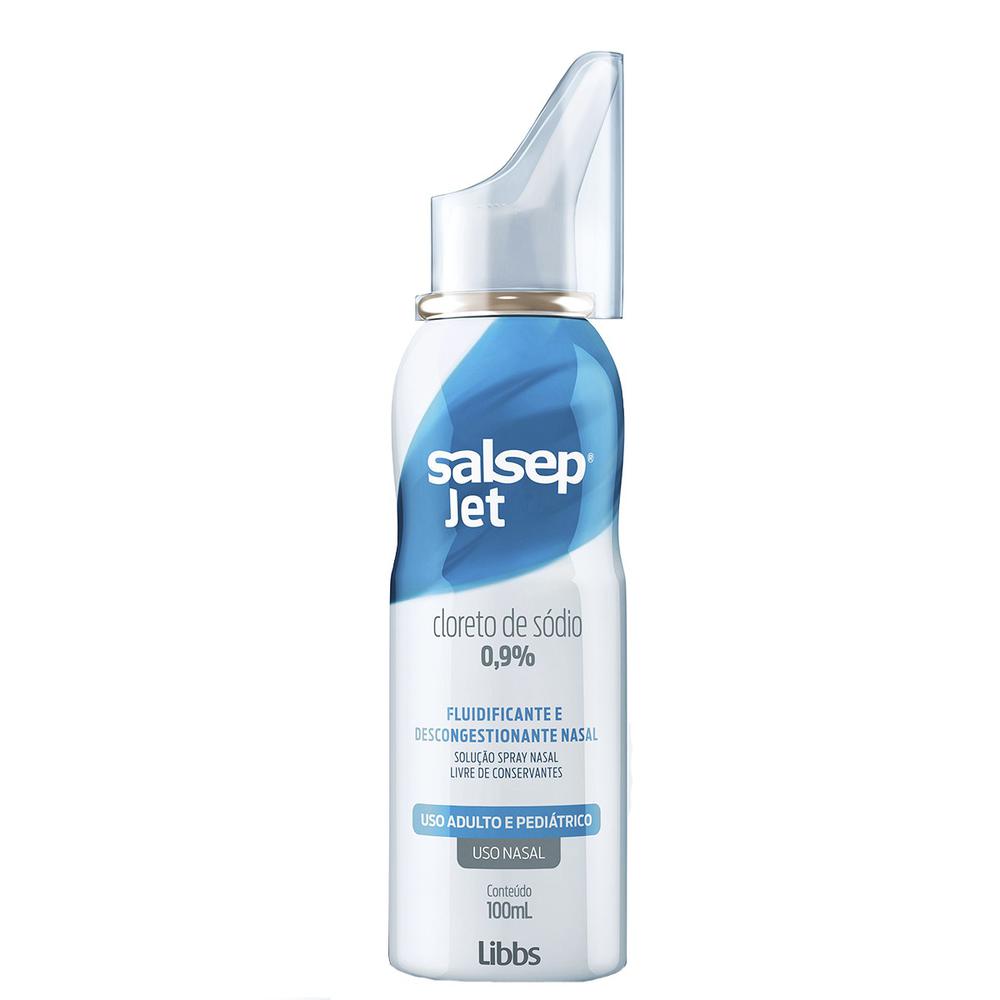 salsep®
Jet
cloreto de sódio
0,9%
FLUIDIFICANTE E
DESCONGESTIONANTE NASAL
SOLUÇÃO SPRAY NASAL
LIVRE DE CONSERVANTES
USO ADULTO E PEDIÁTRICO
USO NASAL
Conteúdo
100mL
Libbs